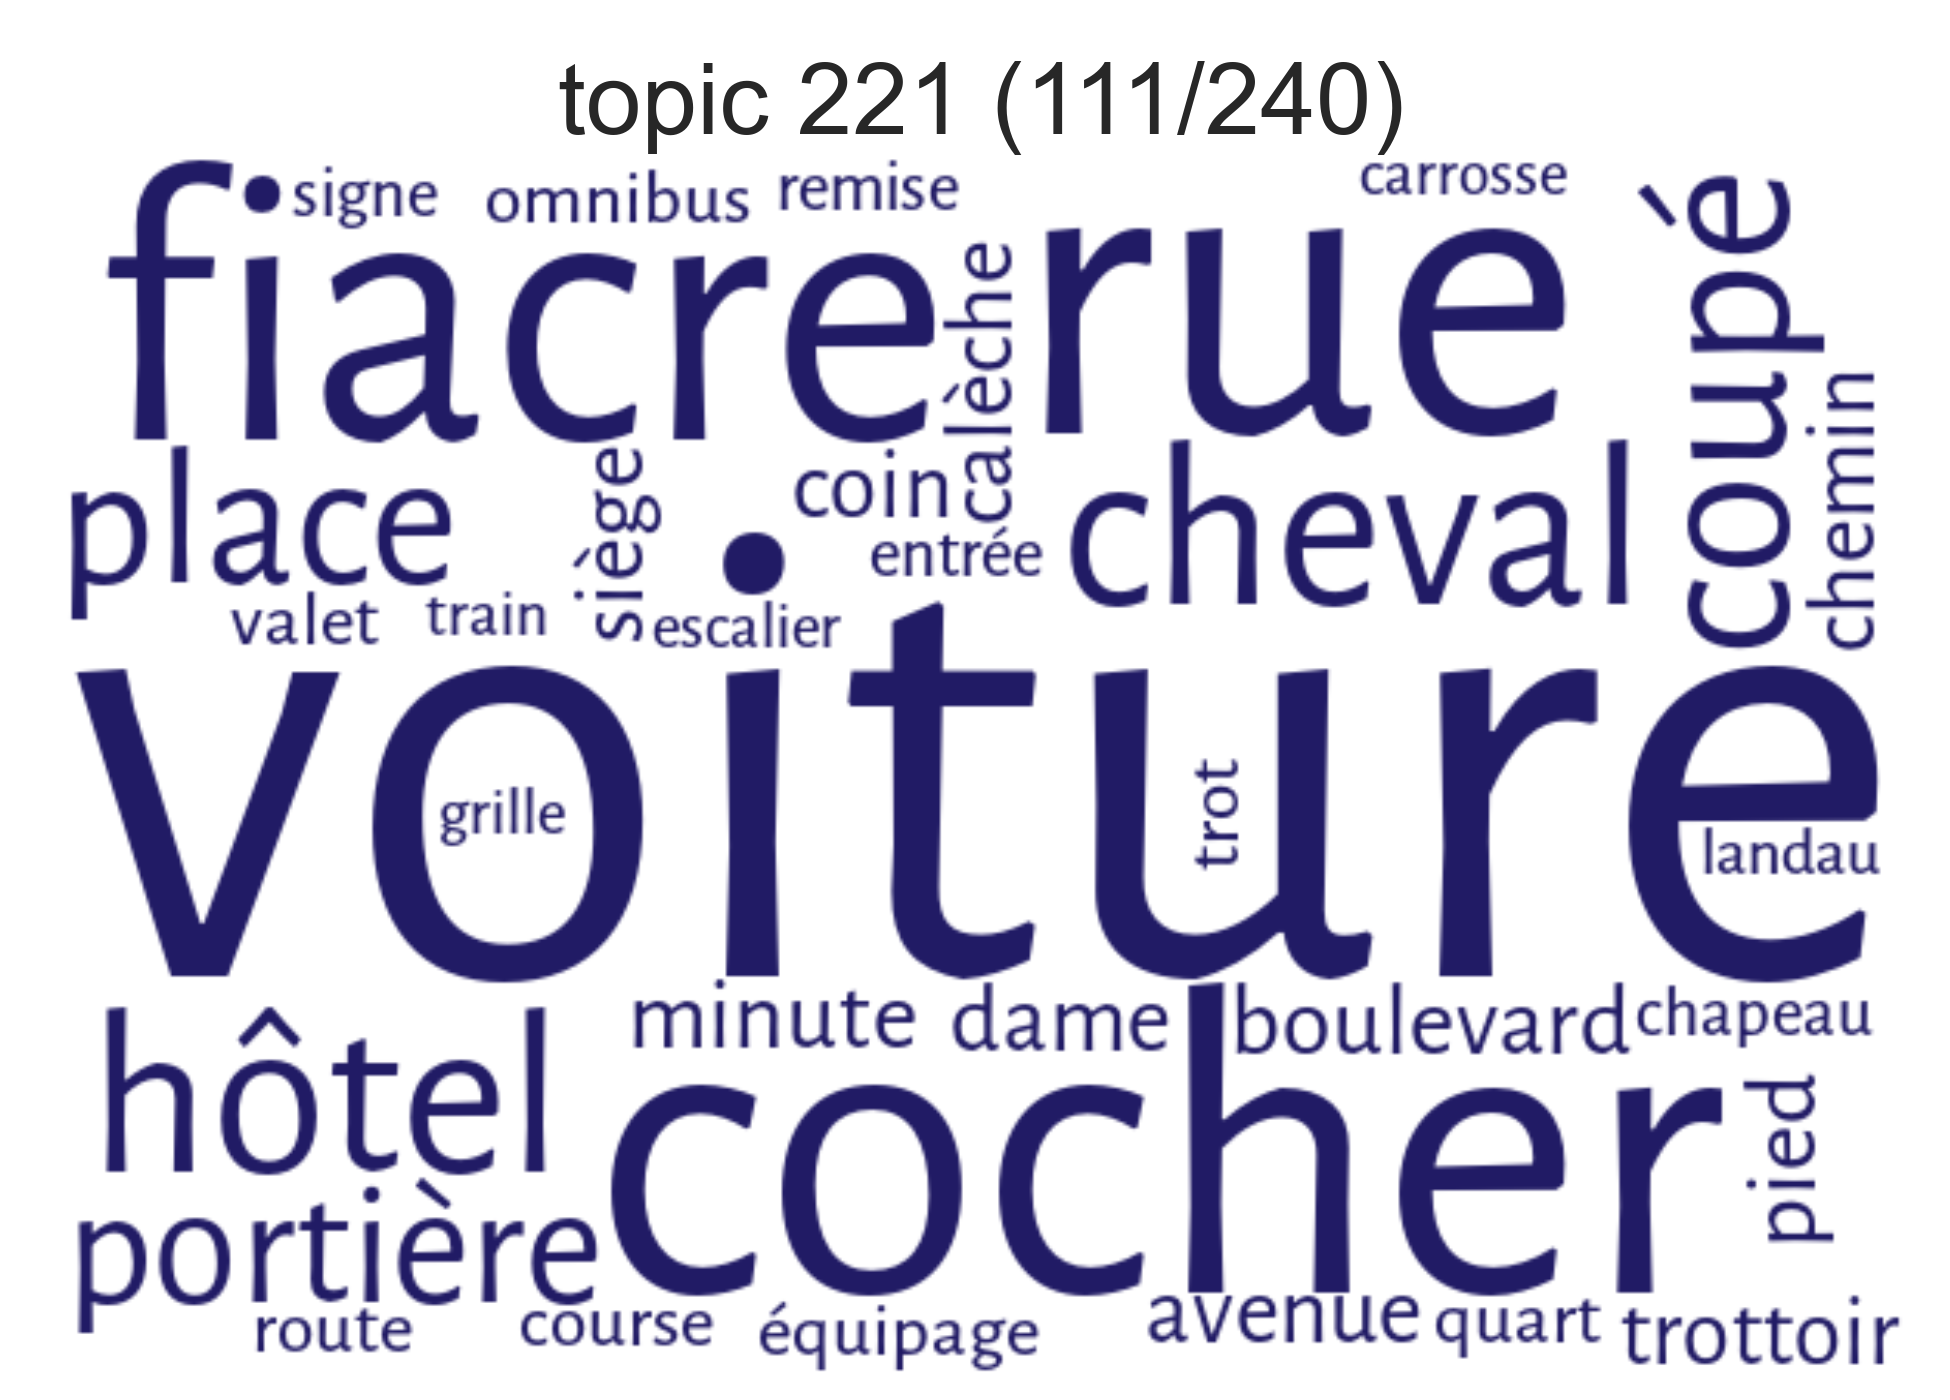 topic 221 (111/240)
signe omnibus remise carrosse
fiacre rue coupé
calèche
chemin
place siège coin cheval
entrée
valet train escalier
voiture
grille trot landau
hôtel minute dame boulevard chapeau
cocher pied
portière
route course équipage avenue quart trottoir